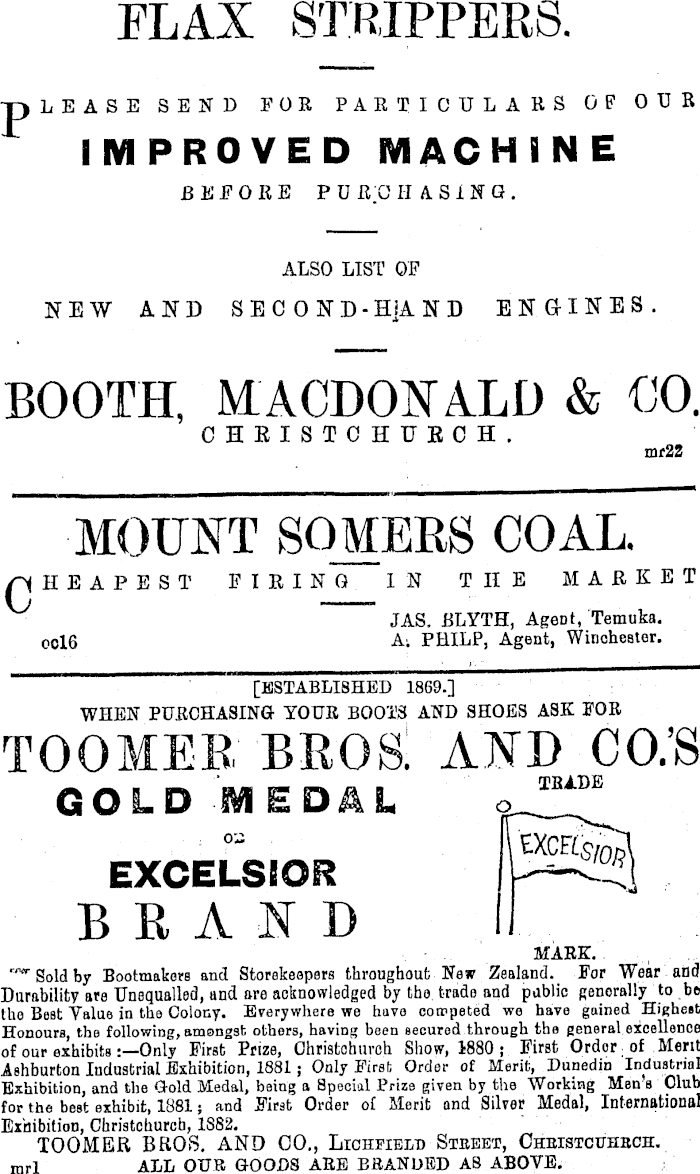 FLAX STRIPPERS.
PLEASE SEND FOR PARTICULARS OF OUR
IMPROVED MACHINE
BEFORE PURCHASING.
ALSO LIST OF
NEW AND SECOND-HAND ENGINES.
BOOTH, MACDONALD & CO.
CHRISTCHURCH.
mr22
MOUNT SOMERS COAL.
CHEAPEST FIRING IN THE MARKET
JAS. BLYTH, Agent, Temuka.
oc16 A. PHILP, Agent, Winchester.
[ESTABLISHED 1869.]
WHEN PURCHASING YOUR BOOTS AND SHOES ASK FOR
TOOMER BROS. AND CO.'S
GOLD MEDAL
OR
EXCELSIOR
BRAND
TRADE
EXCELSIOR
MARK.
Sold by Bootmakers and Storekeepers throughout New Zealand. For Wear and
Durability are Unequalled, and are acknowledged by the trade and public generally to be
the Best Value in the Colony. Everywhere we have competed we have gained Highest
Honours, the following, amongst others, having been secured through the general excellence
of our exhibits :—Only First Prize, Christchurch Show, 1880 ; First Order of Merit
Ashburton Industrial Exhibition, 1881 ; Only First Order of Merit, Dunedin Industrial
Exhibition, and the Gold Medal, being a Special Prize given by the Working Men's Club
for the best exhibit, 1881 ; and First Order of Merit and Silver Medal, International
Exhibition, Christchurch, 1882.
TOOMER BROS. AND CO., LICHFIELD STREET, CHRISTCUHRCH.
mr1 ALL OUR GOODS ARE BRANDED AS ABOVE.